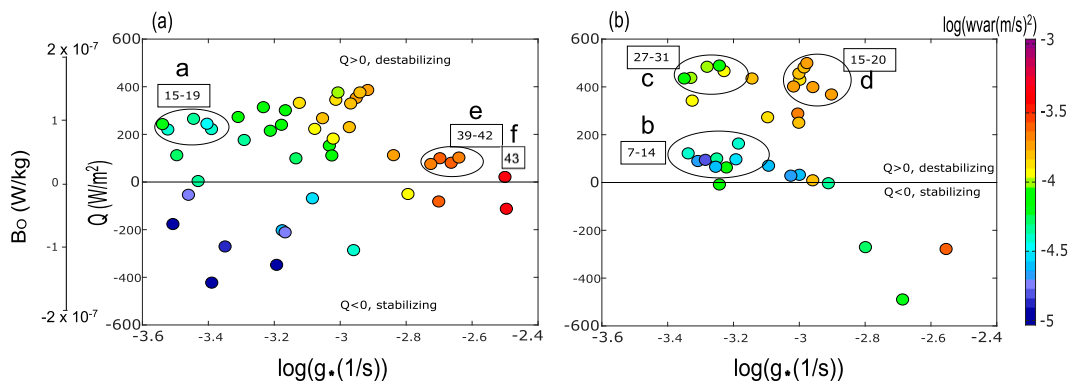 (a)
(b)
log(wvar(m/s)²)
2 x 10⁻⁷
1
0
-1
-2 x 10⁻⁷
Bo (W/kg)
600
400
200
0
-200
-400
-600
Q (W/m²)
Q>0, destabilizing
a
15-19
e
39-42
f
43
Q<0, stabilizing
-3.6
-3.4
-3.2
-3
-2.8
-2.6
-2.4
log(g*(1/s))
600
400
200
0
-200
-400
-600
27-31
c
15-20
d
b
7-14
Q>0, destabilizing
Q<0, stabilizing
-3.6
-3.4
-3.2
-3
-2.8
-2.6
-2.4
log(g*(1/s))
-3
-3.5
-4
-4.5
-5